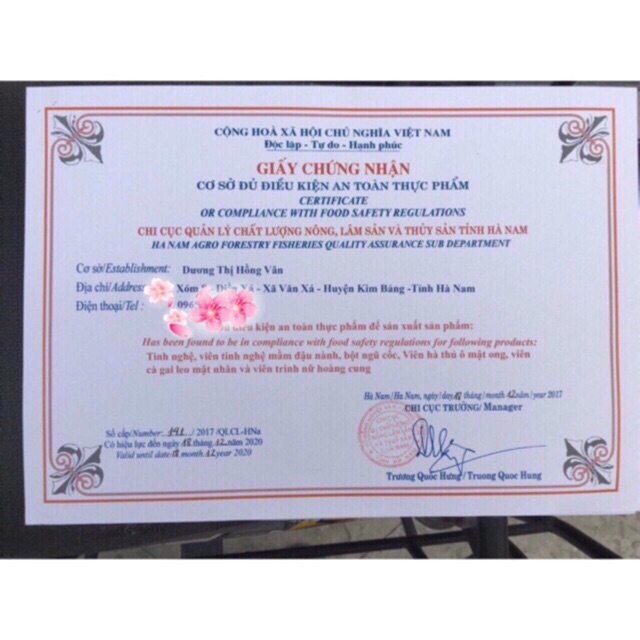 CỘNG HOÀ XÃ HỘI CHỦ NGHĨA VIỆT NAM
Độc lập - Tự do - Hạnh phúc
GIẤY CHỨNG NHẬN
CƠ SỞ ĐỦ ĐIỀU KIỆN AN TOÀN THỰC PHẨM
CERTIFICATE
OR COMPLIANCE WITH FOOD SAFETY REGULATIONS
CHI CỤC QUẢN LÝ CHẤT LƯỢNG NÔNG, LÂM SẢN VÀ THỦY SẢN TỈNH HÀ NAM
HA NAM AGRO FORESTRY FISHERIES QUALITY ASSURANCE SUB DEPARTMENT
Cơ sở/Establishment: Dương Thị Hồng Vân
Địa chỉ/Address: Xóm Xá - Xã Văn Xá - Huyện Kim Bảng -Tỉnh Hà Nam
Điện thoại/Tel : 096
điều kiện an toàn thực phẩm để sản xuất sản phẩm:
Has been found to be in compliance with food safety regulations for following products:
Tinh nghệ, viên tinh nghệ mầm đậu nành, bột ngũ cốc, Viên hà thủ ô mật ong, viên
cà gai leo mật nhân và viên trinh nữ hoàng cung
Hà Nam/Ha Nam, ngày/day 18 tháng/month 12 năm/year 2017
CHI CỤC TRƯỞNG/ Manager
Số cấp/Number: 191 / 2017 /QLCL-HNa
Có hiệu lực đến ngày 18 tháng 12 năm 2020
Valid until date 18 month 12 year 2020
Trương Quốc Hưng / Truong Quoc Hung